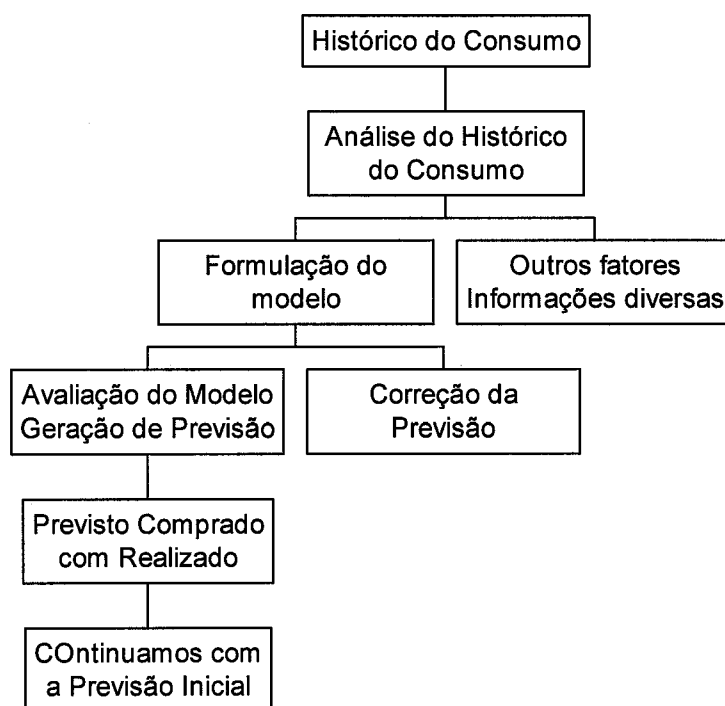 Histórico do Consumo
Análise do Histórico
do Consumo
Formulação do
modelo
Outros fatores
Informações diversas
Avaliação do Modelo
Geração de Previsão
Correção da
Previsão
Previsto Comprado
com Realizado
COntinuamos com
a Previsão Inicial